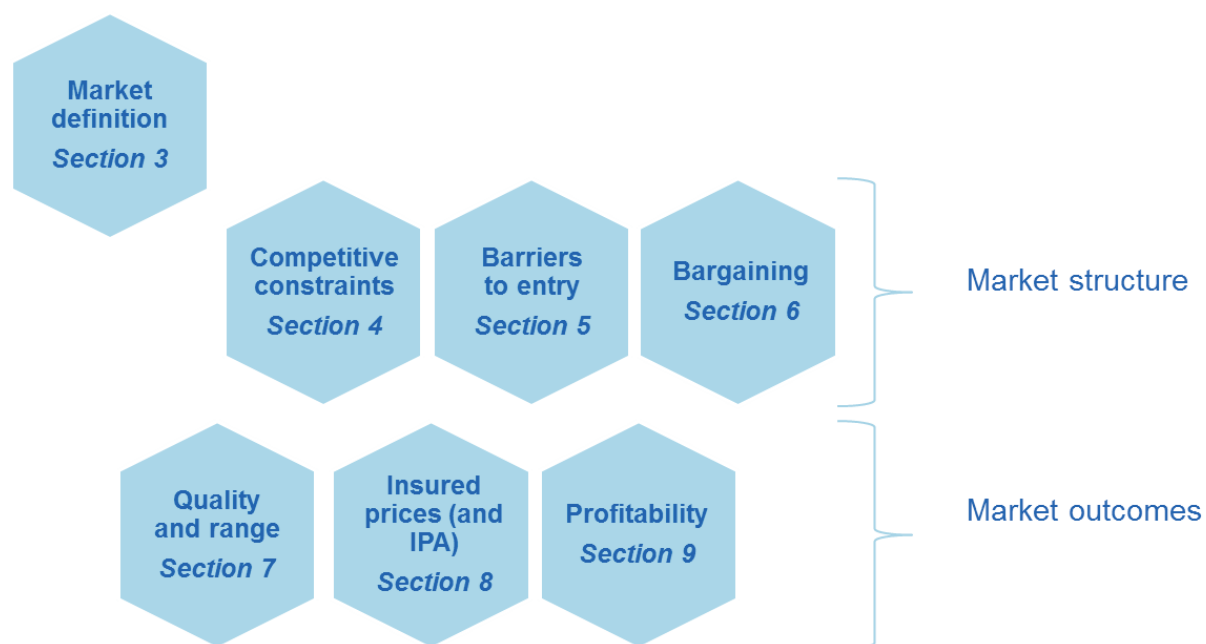 Market
definition
Section 3
Competitive
constraints
Section 4
Barriers
to entry
Section 5
Bargaining
Section 6
Market structure
Quality
and range
Section 7
Insured
prices (and
IPA)
Section 8
Profitability
Section 9
Market outcomes